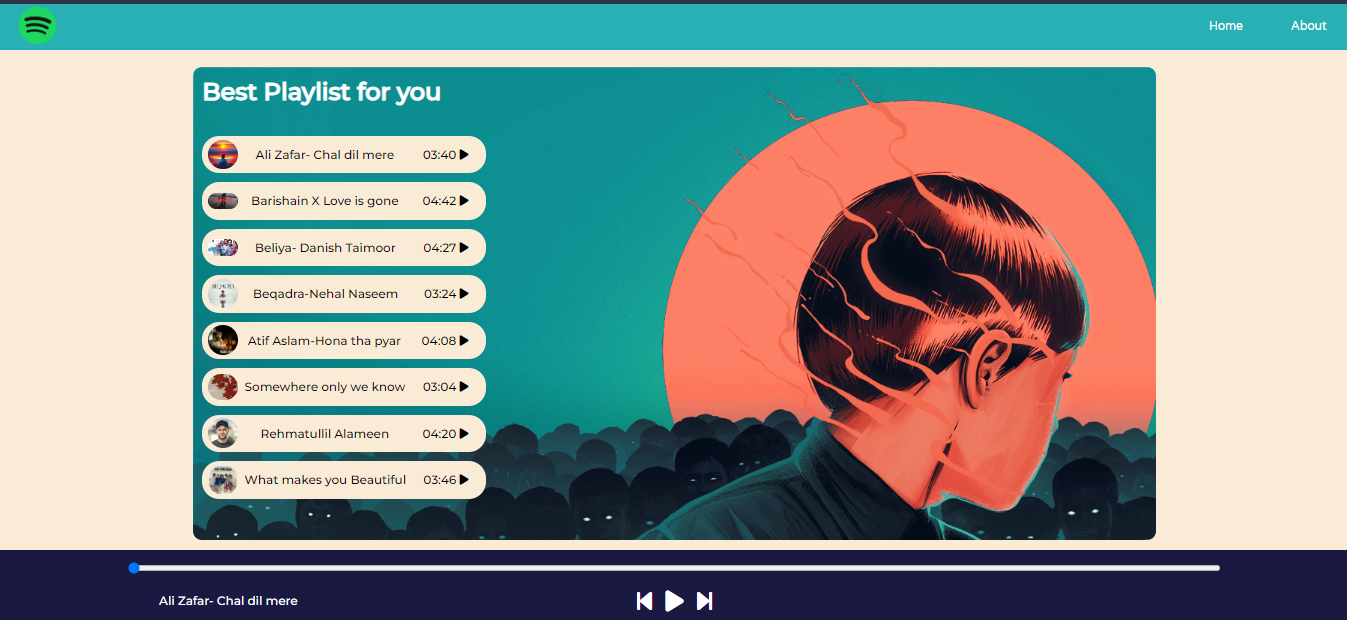 Home About
Best Playlist for you
Ali Zafar- Chal dil mere 03:40
Barishain X Love is gone 04:42
Beliya- Danish Taimoor 04:27
Beqadra-Nehal Naseem 03:24
Atif Aslam-Hona tha pyar 04:08
Somewhere only we know 03:04
Rehmatullil Alameen 04:20
What makes you Beautiful 03:46
Ali Zafar- Chal dil mere